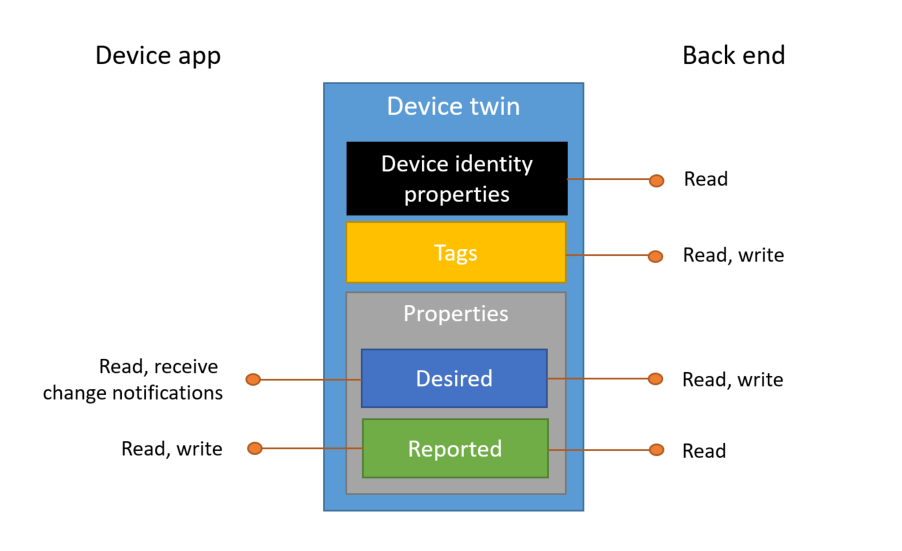 Device app
Back end
Device twin
Device identity
properties
Read
Tags
Read, write
Properties
Read, receive
change notifications
Desired
Read, write
Read, write
Reported
Read